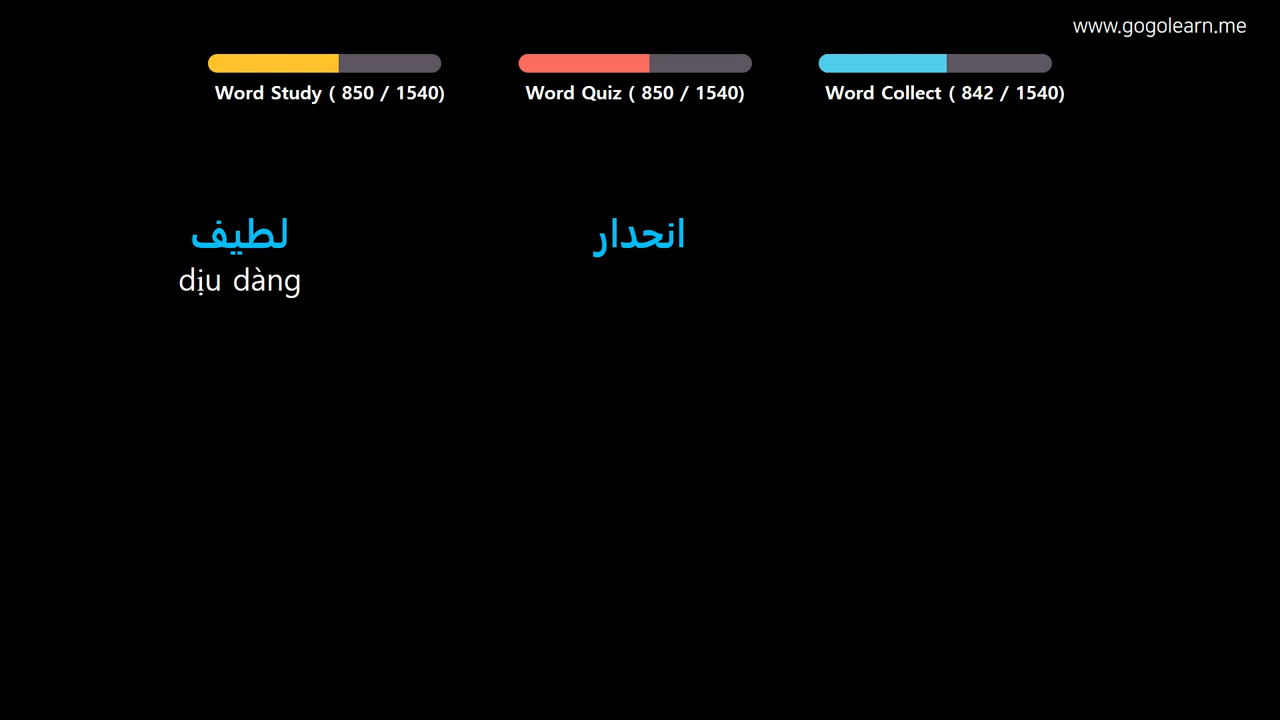 www.gogolearn.me
Word Study ( 850 / 1540)
Word Quiz ( 850 / 1540)
Word Collect ( 842 / 1540)
لطيف
dịu dàng
انحدار